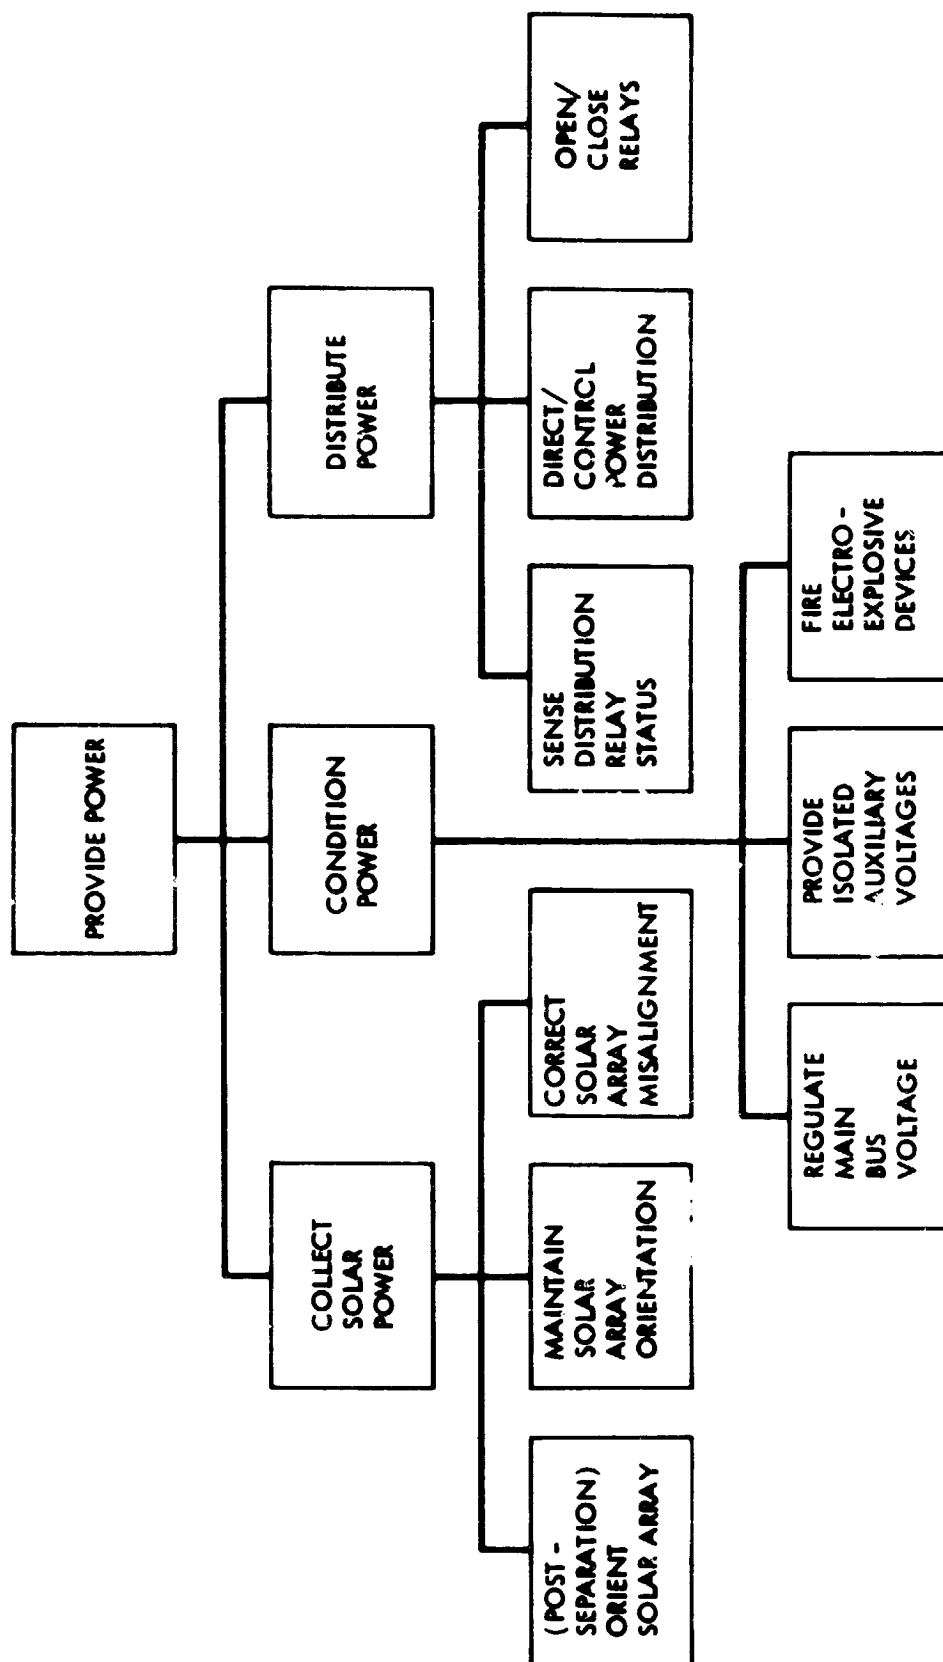 PROVIDE POWER
COLLECT
SOLAR
POWER
CONDITION
POWER
DISTRIBUTE
POWER
(POST -
SEPARATION)
ORIENT
SOLAR ARRAY
MAINTAIN
SOLAR
ARRAY
ORIENTATION
CORRECT
SOLAR
ARRAY
MISALIGNMENT
SENSE
DISTRIBUTION
RELAY
STATUS
DIRECT/
CONTROL
POWER
DISTRIBUTION
OPEN/
CLOSE
RELAYS
REGULATE
MAIN
BUS
VOLTAGE
PROVIDE
ISOLATED
AUXILIARY
VOLTAGES
FIRE
ELECTRO -
EXPLOSIVE
DEVICES